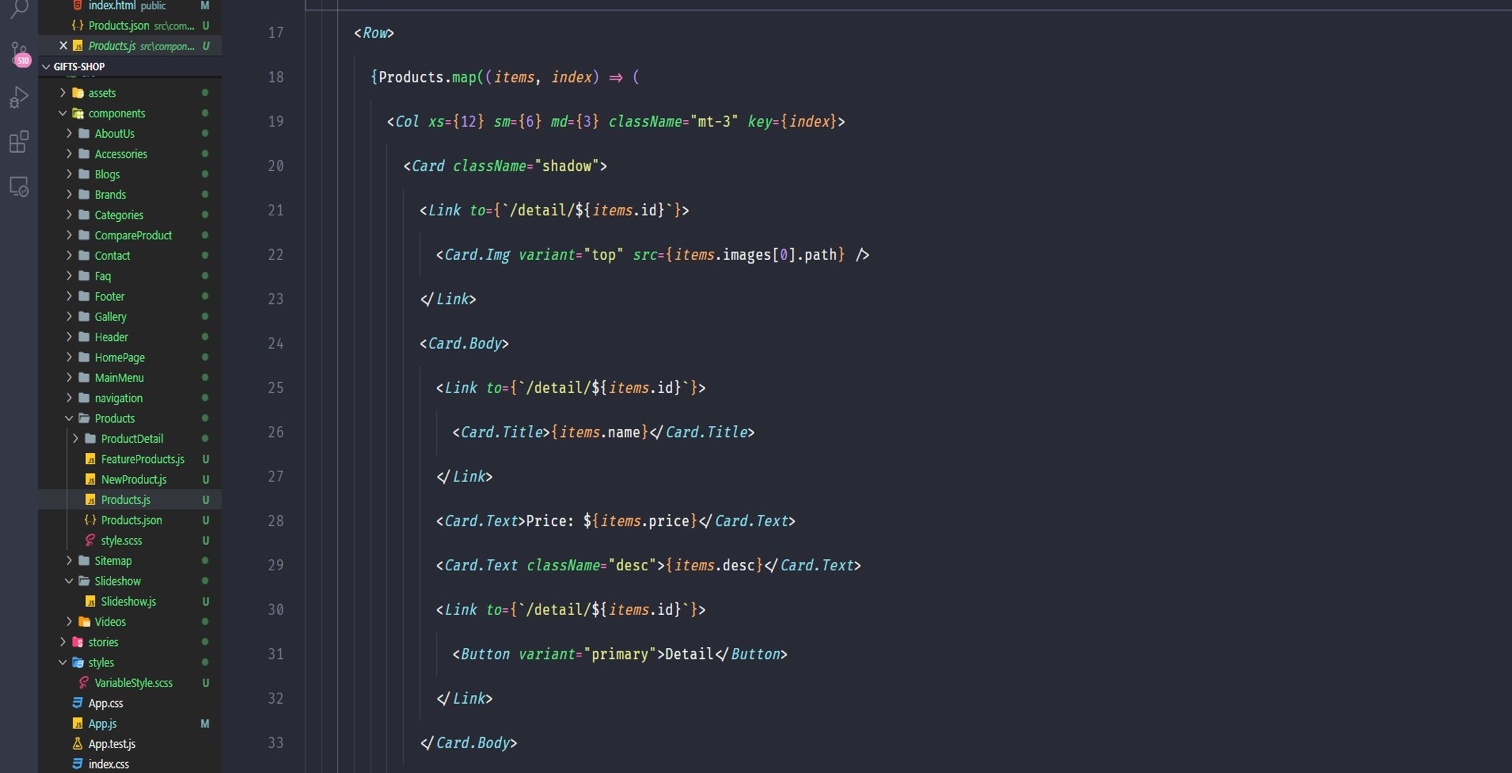 index.html public M
Products.json src\com... U
Products.js src\compon... U
510
GIFTS-SHOP
assets
components
AboutUs
Accessories
Blogs
Brands
Categories
CompareProduct
Contact
Faq
Footer
Gallery
Header
HomePage
MainMenu
navigation
Products
ProductDetail
FeatureProducts.js U
NewProduct.js U
Products.js U
Products.json U
style.scss U
Sitemap
Slideshow
Slideshow.js U
Videos
stories
styles
VariableStyle.scss U
App.css
App.js M
App.test.js
index.css
17 <Row>
18 {Products.map((items, index) => (
19 <Col xs={12} sm={6} md={3} className="mt-3" key={index}>
20 <Card className="shadow">
21 <Link to={`/detail/${items.id}`}>
22 <Card.Img variant="top" src={items.images[0].path} />
23 </Link>
24 <Card.Body>
25 <Link to={`/detail/${items.id}`}>
26 <Card.Title>{items.name}</Card.Title>
27 </Link>
28 <Card.Text>Price: ${items.price}</Card.Text>
29 <Card.Text className="desc">{items.desc}</Card.Text>
30 <Link to={`/detail/${items.id}`}>
31 <Button variant="primary">Detail</Button>
32 </Link>
33 </Card.Body>